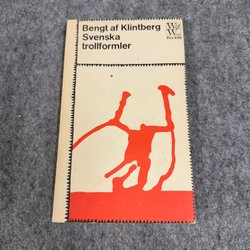 Bengt af Klintberg
Svenska
trollformler